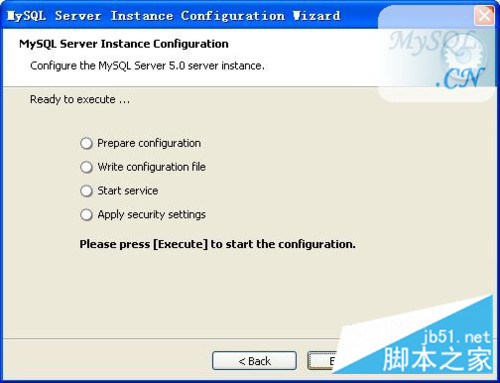 MySQL Server Instance Configuration Wizard
MySQL Server Instance Configuration
Configure the MySQL Server 5.0 server instance.
MySQL
.CN
Ready to execute ...
Prepare configuration
Write configuration file
Start service
Apply security settings
Please press [Execute] to start the configuration.
< Back
jb51.net
脚本之家